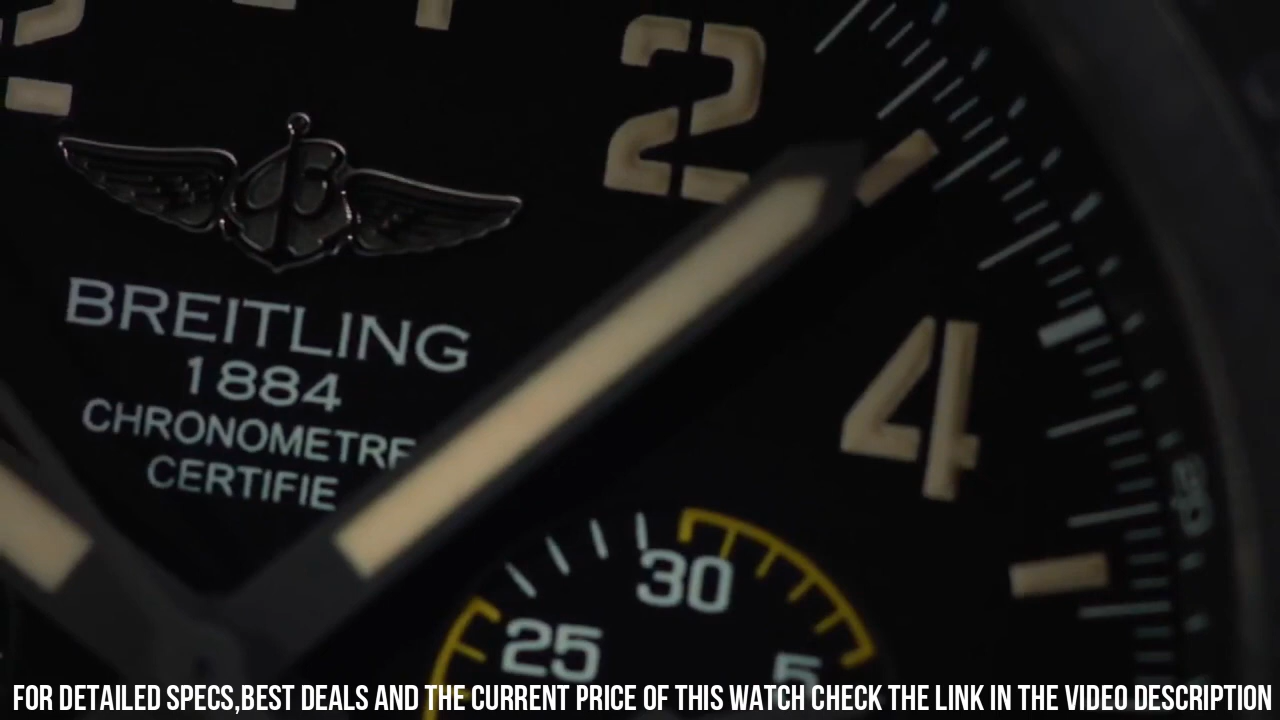 2
BREITLING
1884
CHRONOMETRE
CERTIFIE
4
30
25
5
FOR DETAILED SPECS,BEST DEALS AND THE CURRENT PRICE OF THIS WATCH CHECK THE LINK IN THE VIDEO DESCRIPTION